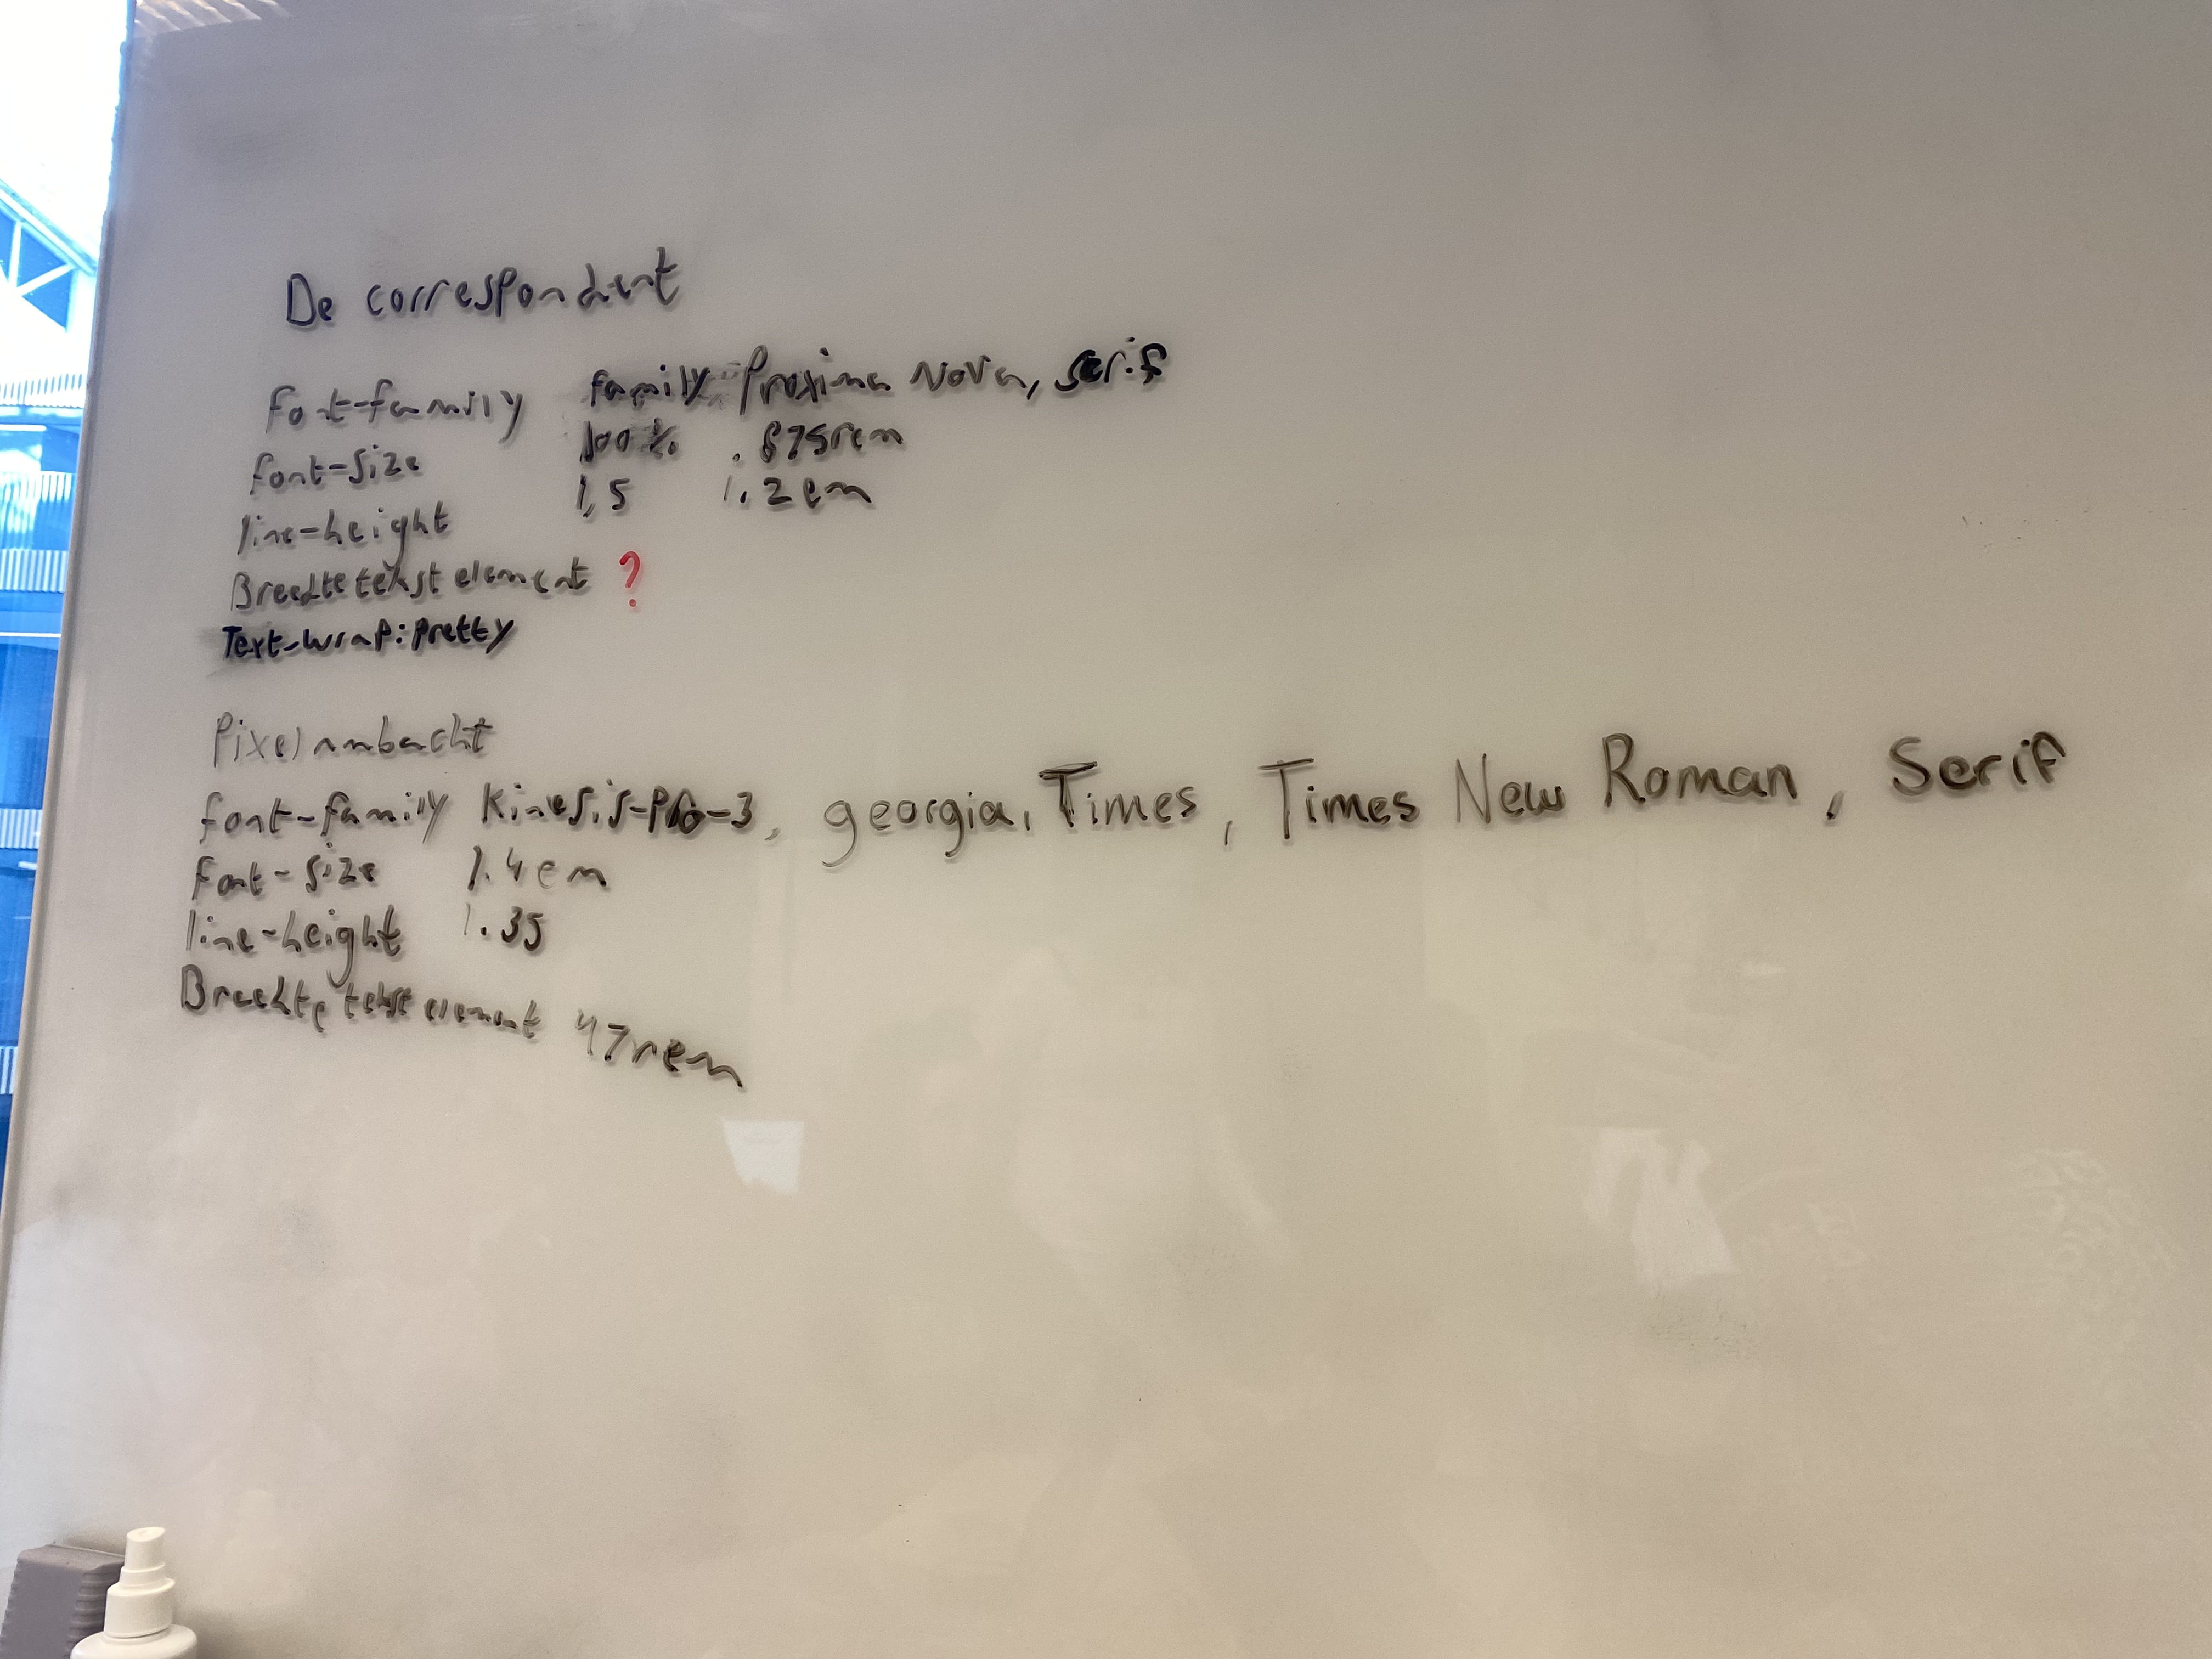 De correspondent
font-family family Proxima Nova, serif
font-size 100% .875rem
line-height 1,5 1.2em
Breedte tekst element ?
Text-wrap: pretty
Pixelambacht
font-family Kinesis-Pro-3, georgia, Times, Times New Roman, Serif
font-size 1.4em
line-height 1.35
Breedte tekst element 47rem